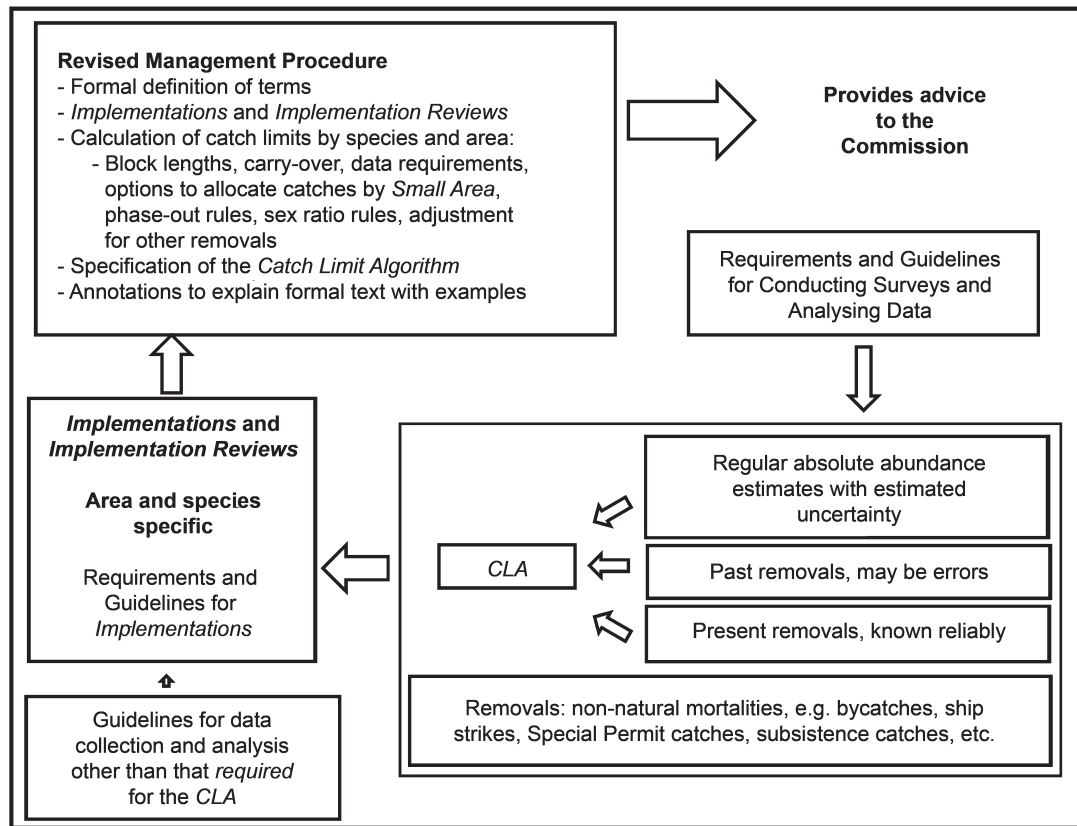 Revised Management Procedure
- Formal definition of terms
- Implementations and Implementation Reviews
- Calculation of catch limits by species and area:
- Block lengths, carry-over, data requirements,
options to allocate catches by Small Area,
phase-out rules, sex ratio rules, adjustment
for other removals
- Specification of the Catch Limit Algorithm
- Annotations to explain formal text with examples
Provides advice
to the
Commission
Requirements and Guidelines
for Conducting Surveys and
Analysing Data
Implementations and
Implementation Reviews
Area and species
specific
Requirements and
Guidelines for
Implementations
Regular absolute abundance
estimates with estimated
uncertainty
CLA
Past removals, may be errors
Present removals, known reliably
Removals: non-natural mortalities, e.g. bycatches, ship
strikes, Special Permit catches, subsistence catches, etc.
Guidelines for data
collection and analysis
other than that required
for the CLA